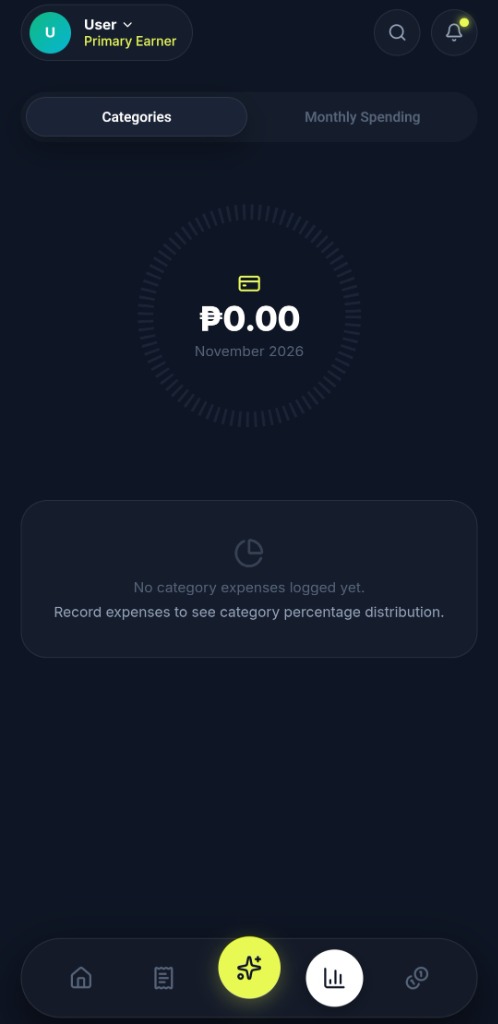 U
User
Primary Earner
Categories
Monthly Spending
₱0.00
November 2026
No category expenses logged yet.
Record expenses to see category percentage distribution.